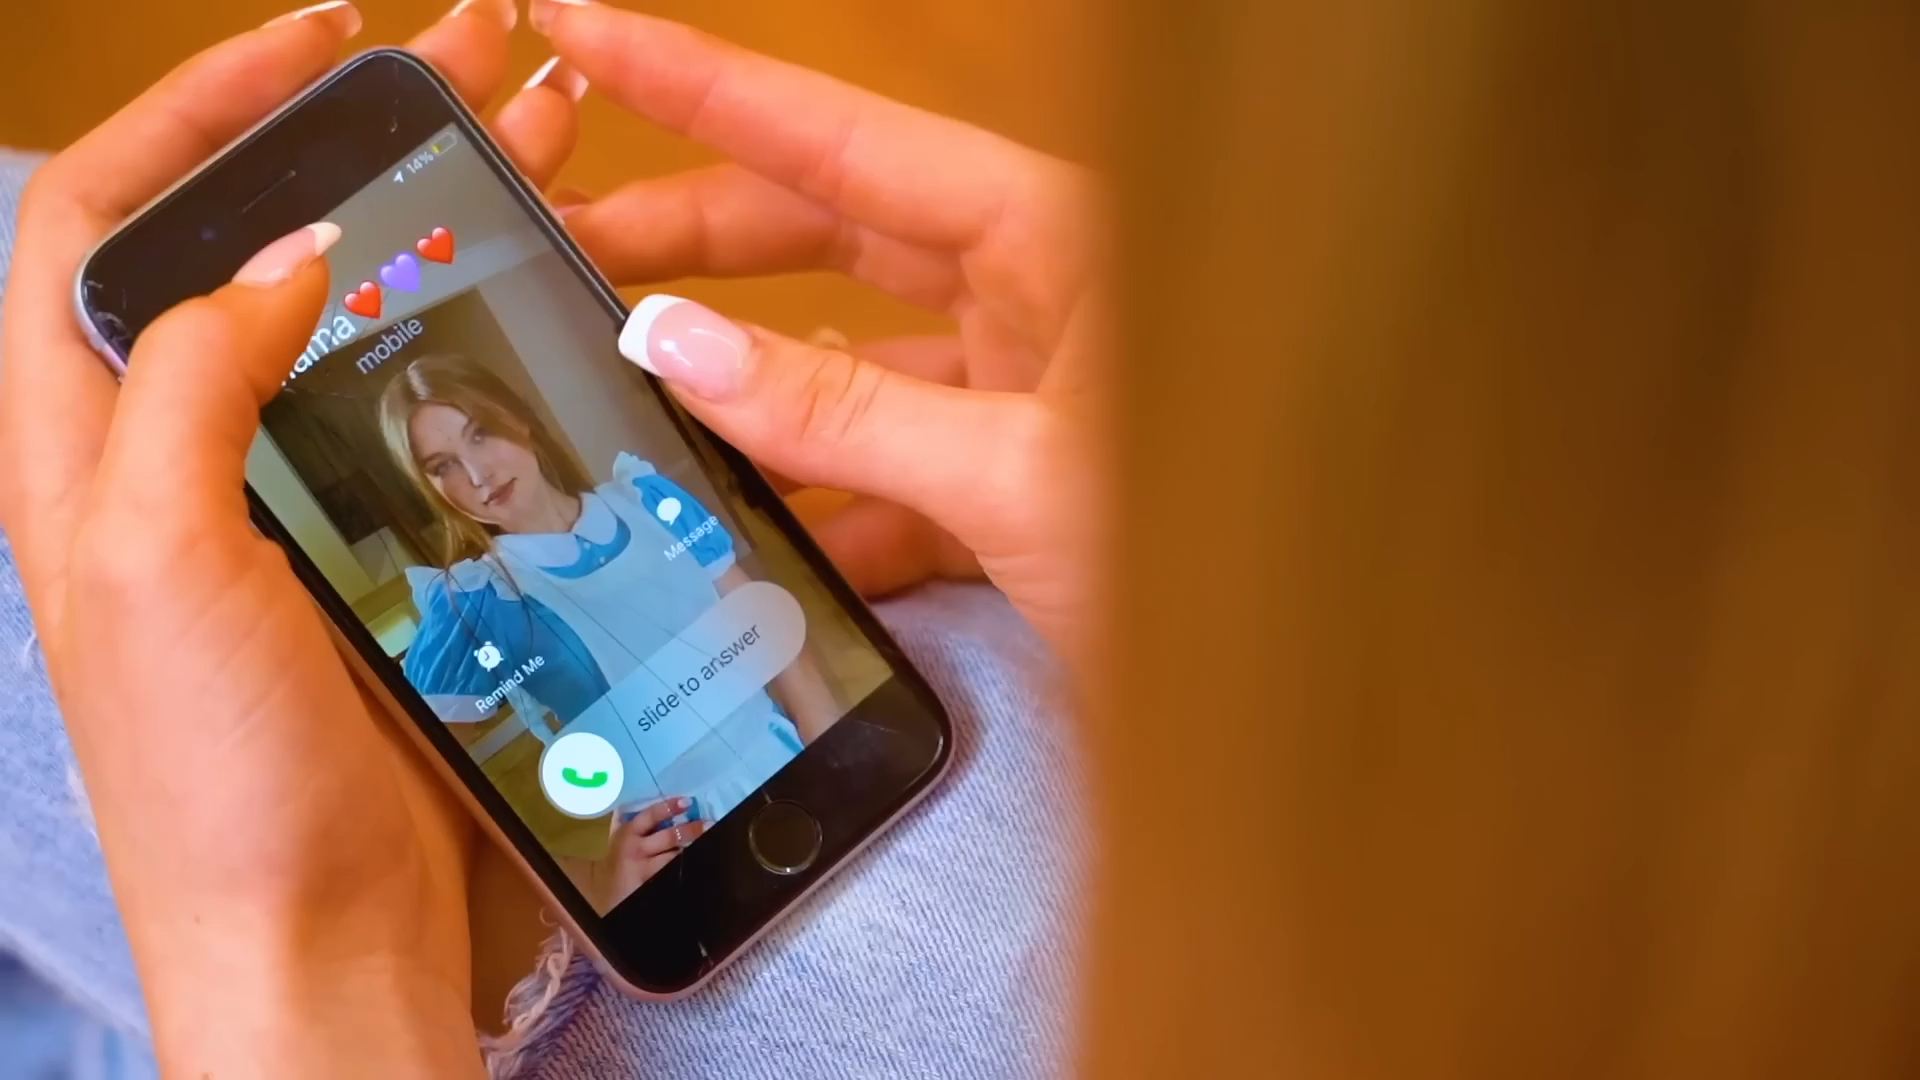 14%
mobile
Message
Remind Me
slide to answer